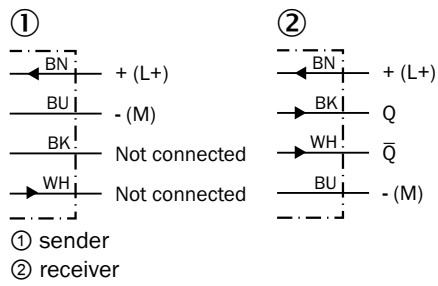 ①
BN + (L+)
BU - (M)
BK Not connected
WH Not connected
②
BN + (L+)
BK Q
WH Q̅
BU - (M)
① sender
② receiver